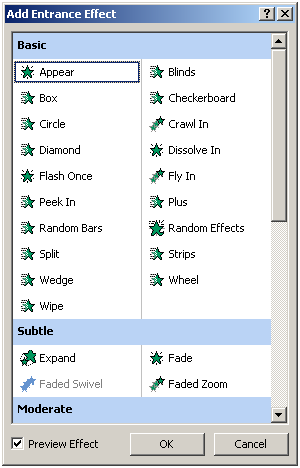 Add Entrance Effect
Basic
Appear Blinds
Box Checkerboard
Circle Crawl In
Diamond Dissolve In
Flash Once Fly In
Peek In Plus
Random Bars Random Effects
Split Strips
Wedge Wheel
Wipe
Subtle
Expand Fade
Faded Swivel Faded Zoom
Moderate
Preview Effect OK Cancel